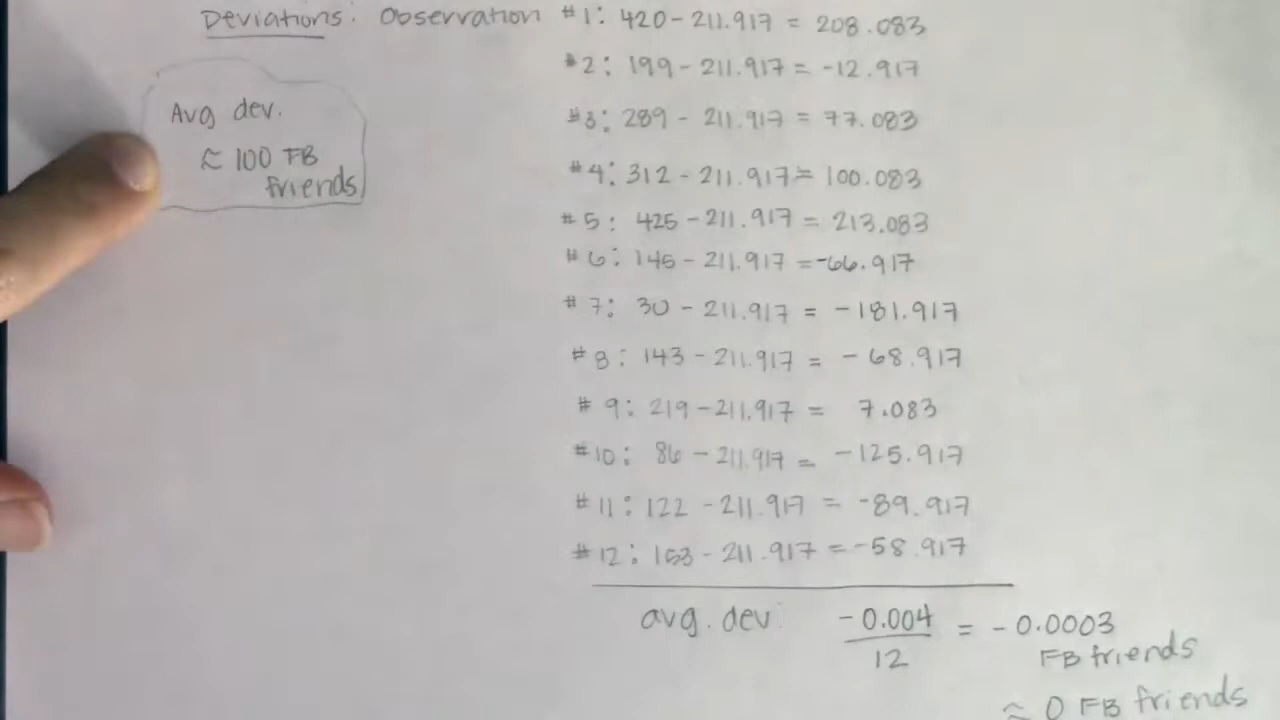 Deviations: Observation #1: 420 - 211.917 = 208.083
#2: 199 - 211.917 = -12.917
Avg dev.
≈ 100 FB
friends
#3: 289 - 211.917 = 77.083
#4: 312 - 211.917 = 100.083
#5: 425 - 211.917 = 213.083
#6: 145 - 211.917 = -66.917
#7: 30 - 211.917 = -181.917
#8: 143 - 211.917 = -68.917
#9: 219 - 211.917 = 7.083
#10: 86 - 211.917 = -125.917
#11: 122 - 211.917 = -89.917
#12: 153 - 211.917 = -58.917
avg. dev: -0.004 = -0.0003
12
FB friends
≈ 0 FB friends